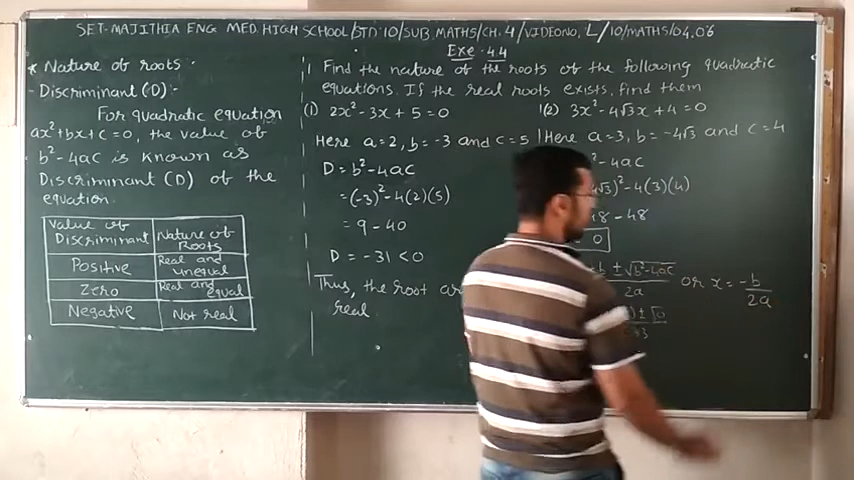 SET-MAJITHIA ENG MED. HIGH SCHOOL/STD 10/SUB MATHS/CH. 4/VIDEO NO. L/10/MATHS/04.06
Exe 4.4
* Nature of roots
- Discriminant (D) :-
For quadratic equation
ax²+bx+c=0, the value of
b²-4ac is known as
Discriminant (D) of the
equation.
Value of Discriminant Nature of Roots
Positive Real and unequal
Zero Real and equal
Negative Not real
1 Find the nature of the roots of the following quadratic
equations. If the real roots exists, find them
(1) 2x²-3x+5=0
Here a=2, b=-3 and c=5
D = b²-4ac
= (-3)²-4(2)(5)
= 9-40
D = -31 < 0
Thus, the root are
real
1(2) 3x²-4√3x+4=0
Here a=3, b=-4√3 and c=4
²-4ac
4√3)²-4(3)(4)
48-48
0
b ± √b²-4ac / 2a or x = -b / 2a
) ± √0